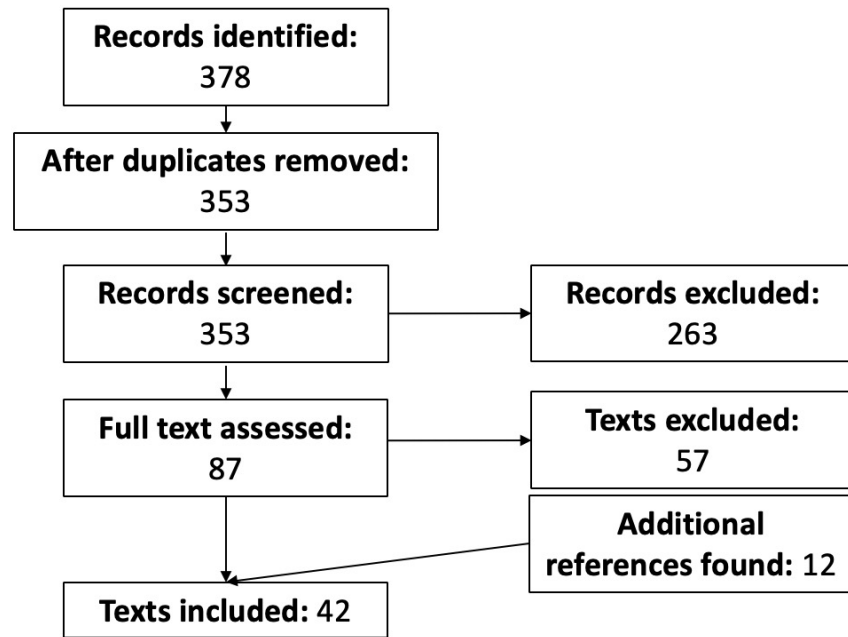 Records identified:
378
After duplicates removed:
353
Records screened:
353
Records excluded:
263
Full text assessed:
87
Texts excluded:
57
Additional
references found: 12
Texts included: 42